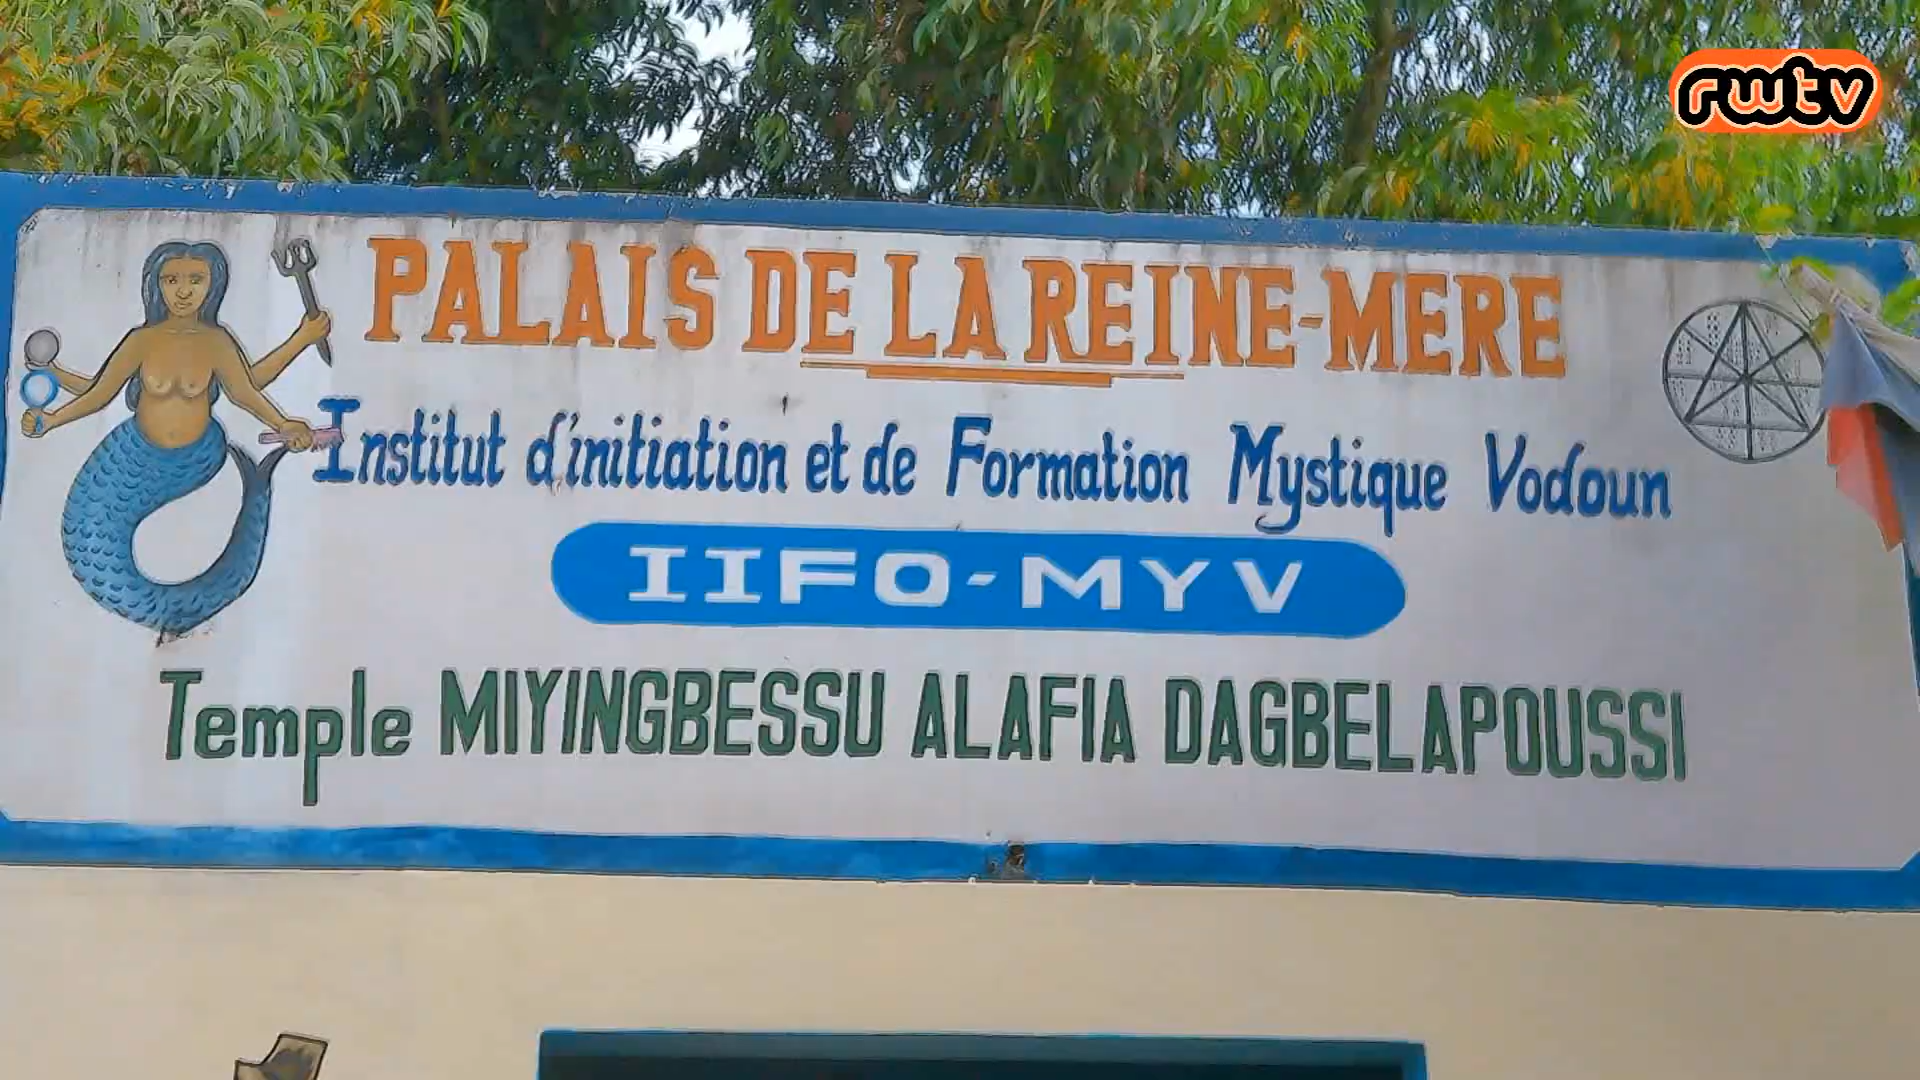 rwtv
PALAIS DE LA REINE-MERE
Institut d'initiation et de Formation Mystique Vodoun
IIFO-MYV
Temple MIYINGBESSU ALAFIA DAGBELAPOUSSI